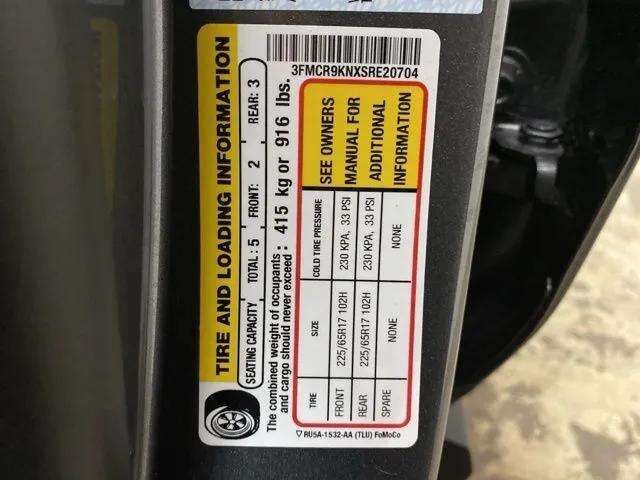 TIRE AND LOADING INFORMATION
SEATING CAPACITY TOTAL: 5 FRONT: 2 REAR: 3
The combined weight of occupants
and cargo should never exceed: 415 kg or 916 lbs.
3FMCR9KNXSRE20704
TIRE SIZE COLD TIRE PRESSURE SEE OWNERS
FRONT 225/65R17 102H 230 KPA, 33 PSI MANUAL FOR
REAR 225/65R17 102H 230 KPA, 33 PSI ADDITIONAL
SPARE NONE NONE INFORMATION
RU5A-1532-AA (TLU) FoMoCo